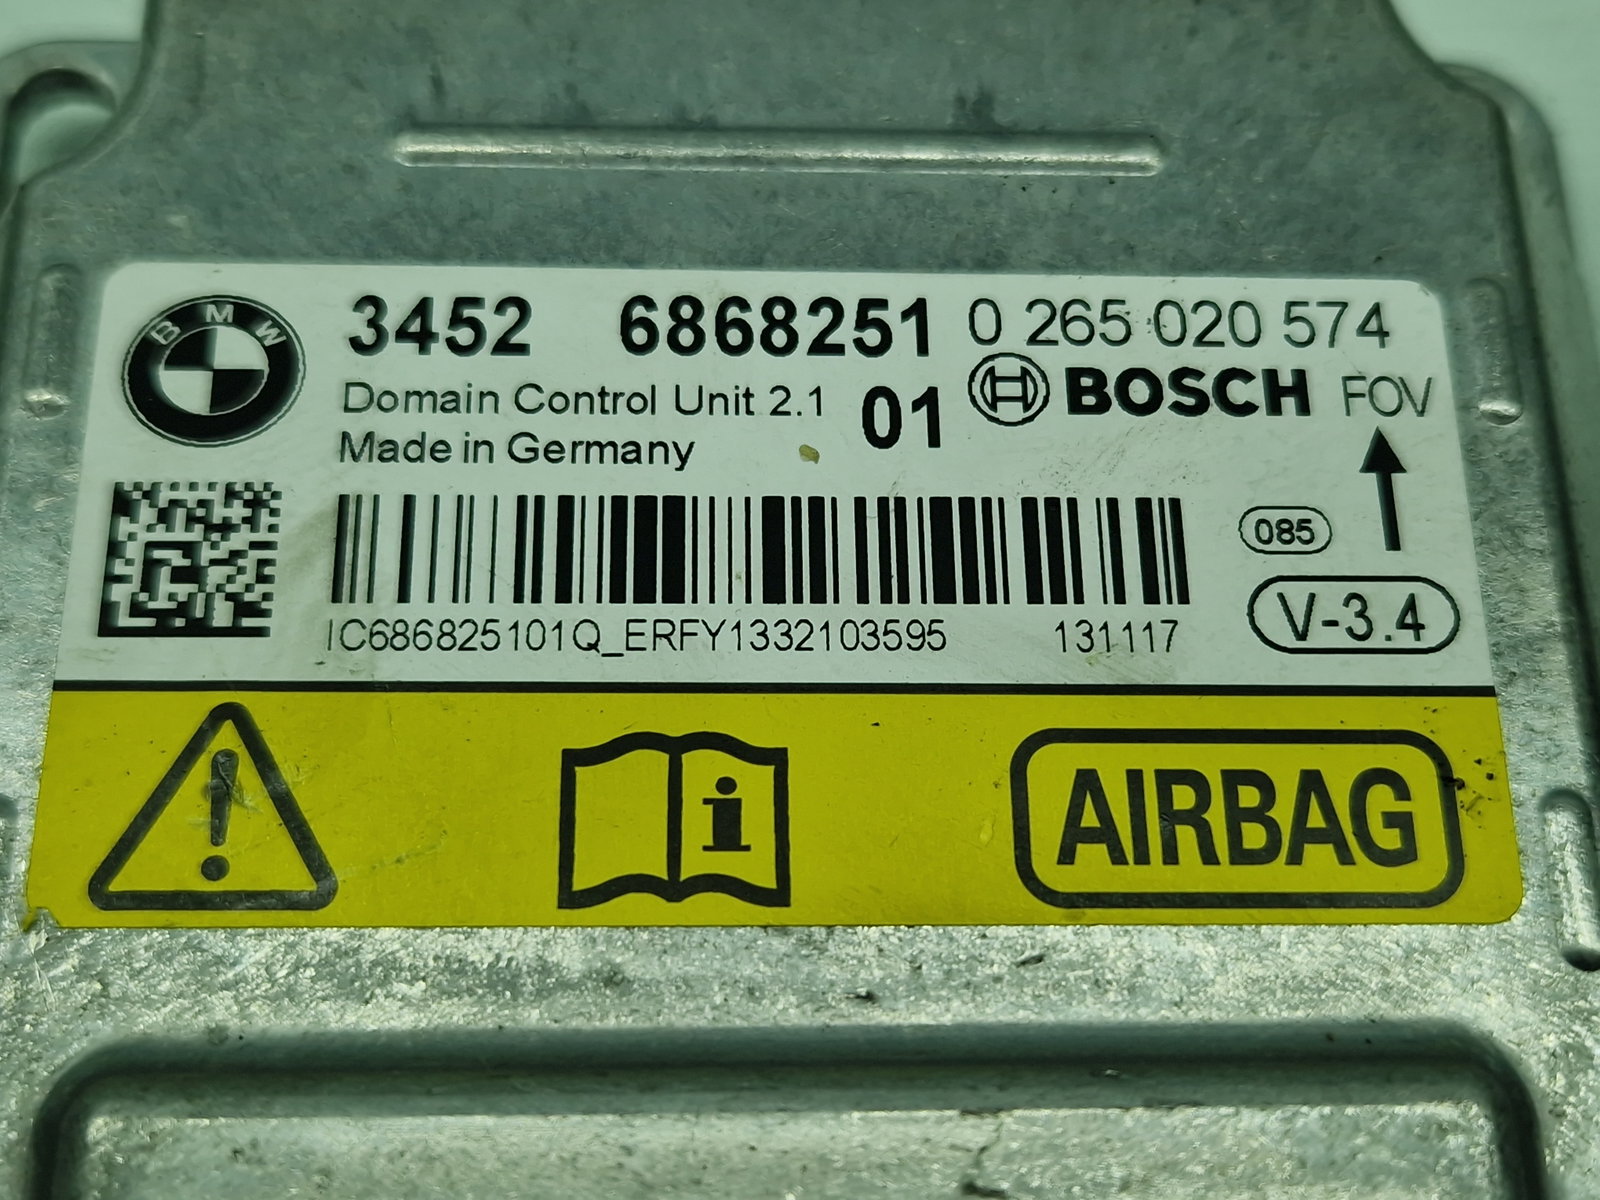 BMW
3452 6868251 0 265 020 574
Domain Control Unit 2.1 01 BOSCH FOV
Made in Germany
085
IC686825101Q_ERFY1332103595 131117 V-3.4
! i AIRBAG